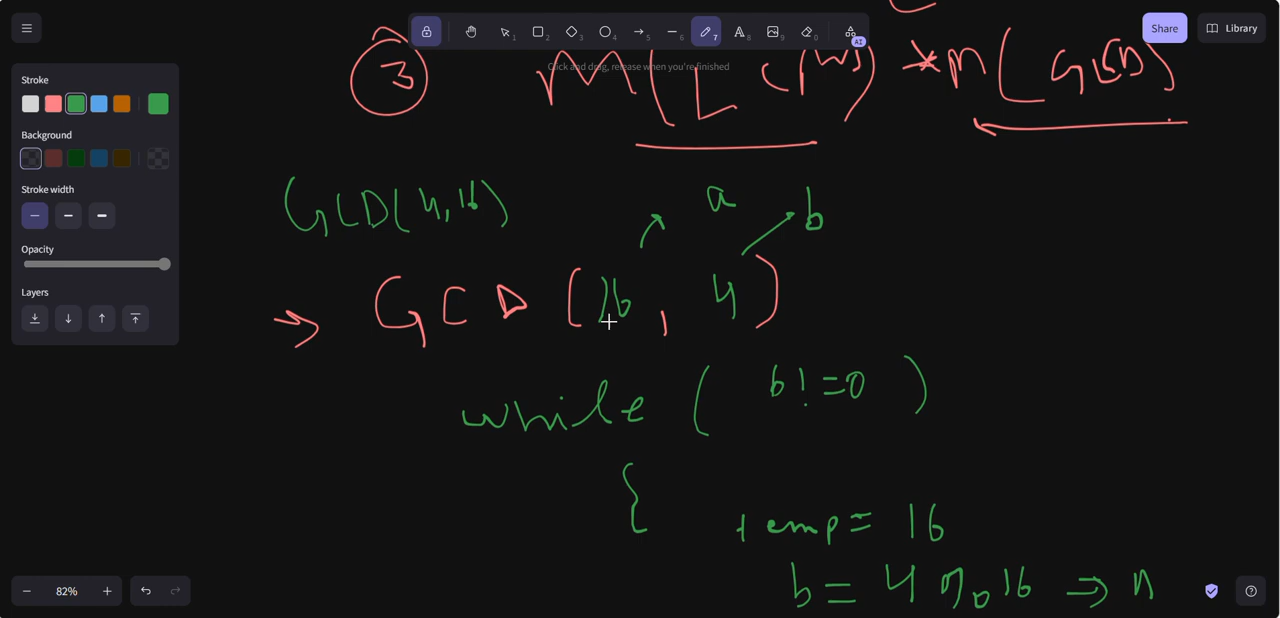 Share
Library
Click and drag, release when you're finished
3
* M(GCD)
Stroke
Background
Stroke width
Opacity
Layers
GCD(4,16)
a
b
GCD(16, 4)
while ( b!=0 )
{
temp = 16
b = 4 % 16 =>
82%